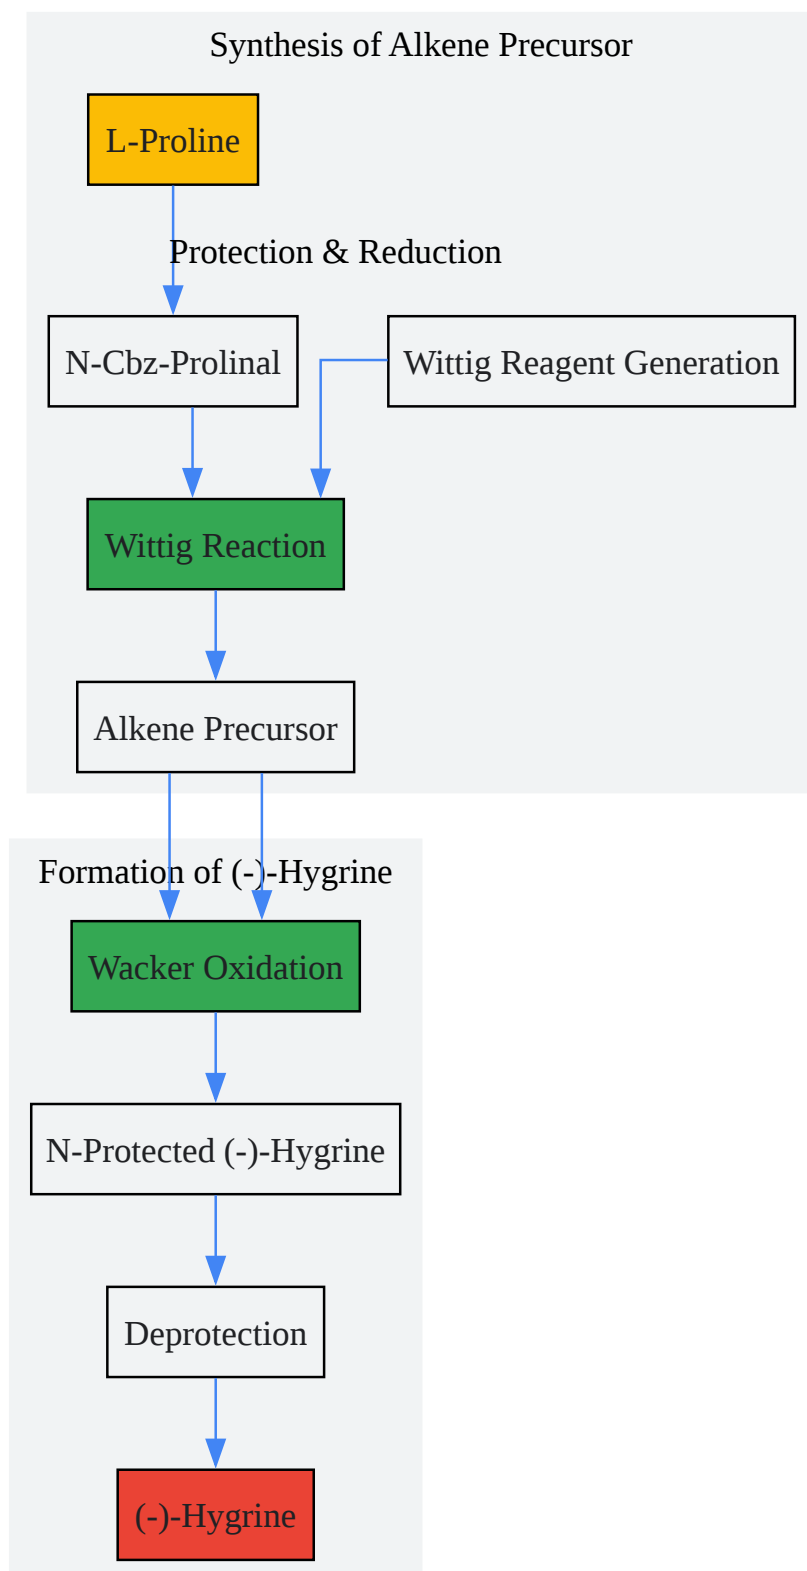 Synthesis of Alkene Precursor
L-Proline
Protection & Reduction
N-Cbz-Prolinal
Wittig Reagent Generation
Wittig Reaction
Alkene Precursor
Formation of (-)-Hygrine
Wacker Oxidation
N-Protected (-)-Hygrine
Deprotection
(-)-Hygrine